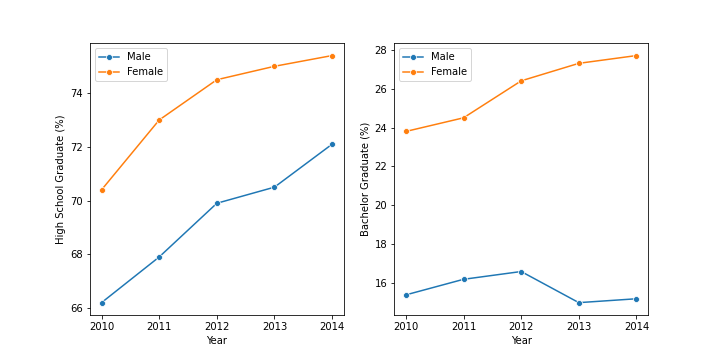 Male
Female
High School Graduate (%)
74
72
70
68
66
2010 2011 2012 2013 2014
Year
Male
Female
Bachelor Graduate (%)
28
26
24
22
20
18
16
2010 2011 2012 2013 2014
Year